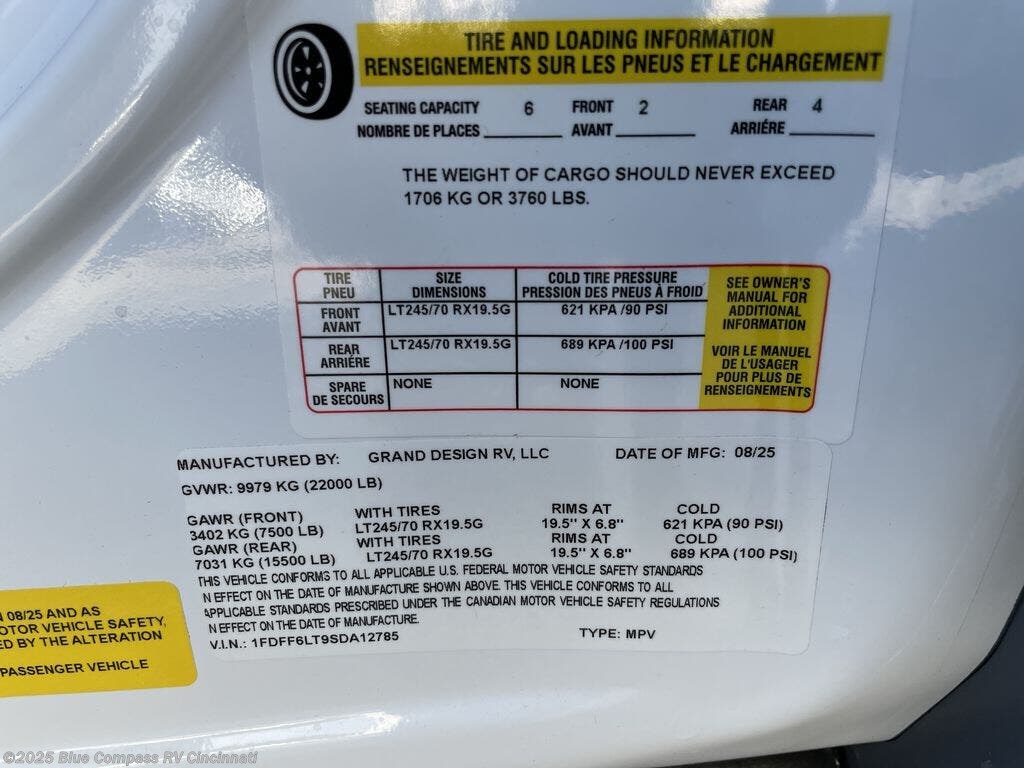 TIRE AND LOADING INFORMATION
RENSEIGNEMENTS SUR LES PNEUS ET LE CHARGEMENT
SEATING CAPACITY 6 FRONT 2 REAR 4
NOMBRE DE PLACES AVANT ARRIÉRE
THE WEIGHT OF CARGO SHOULD NEVER EXCEED
1706 KG OR 3760 LBS.
TIRE SIZE COLD TIRE PRESSURE
PNEU DIMENSIONS PRESSION DES PNEUS À FROID
FRONT LT245/70 RX19.5G 621 KPA /90 PSI
AVANT
REAR LT245/70 RX19.5G 689 KPA /100 PSI
ARRIÉRE
SPARE NONE NONE
DE SECOURS
SEE OWNER'S
MANUAL FOR
ADDITIONAL
INFORMATION
VOIR LE MANUEL
DE L'USAGER
POUR PLUS DE
RENSEIGNEMENTS
MANUFACTURED BY: GRAND DESIGN RV, LLC DATE OF MFG: 08/25
GVWR: 9979 KG (22000 LB)
GAWR (FRONT) WITH TIRES RIMS AT COLD
3402 KG (7500 LB) LT245/70 RX19.5G 19.5" X 6.8" 621 KPA (90 PSI)
GAWR (REAR) WITH TIRES RIMS AT COLD
7031 KG (15500 LB) LT245/70 RX19.5G 19.5" X 6.8" 689 KPA (100 PSI)
THIS VEHICLE CONFORMS TO ALL APPLICABLE U.S. FEDERAL MOTOR VEHICLE SAFETY STANDARDS
N EFFECT ON THE DATE OF MANUFACTURE SHOWN ABOVE. THIS VEHICLE CONFORMS TO ALL
APPLICABLE STANDARDS PRESCRIBED UNDER THE CANADIAN MOTOR VEHICLE SAFETY REGULATIONS
N EFFECT ON THE DATE OF MANUFACTURE.
V.I.N.: 1FDFF6LT9SDA12785 TYPE: MPV
N 08/25 AND AS
OTOR VEHICLE SAFETY,
ED BY THE ALTERATION
PASSENGER VEHICLE
©2025 Blue Compass RV Cincinnati